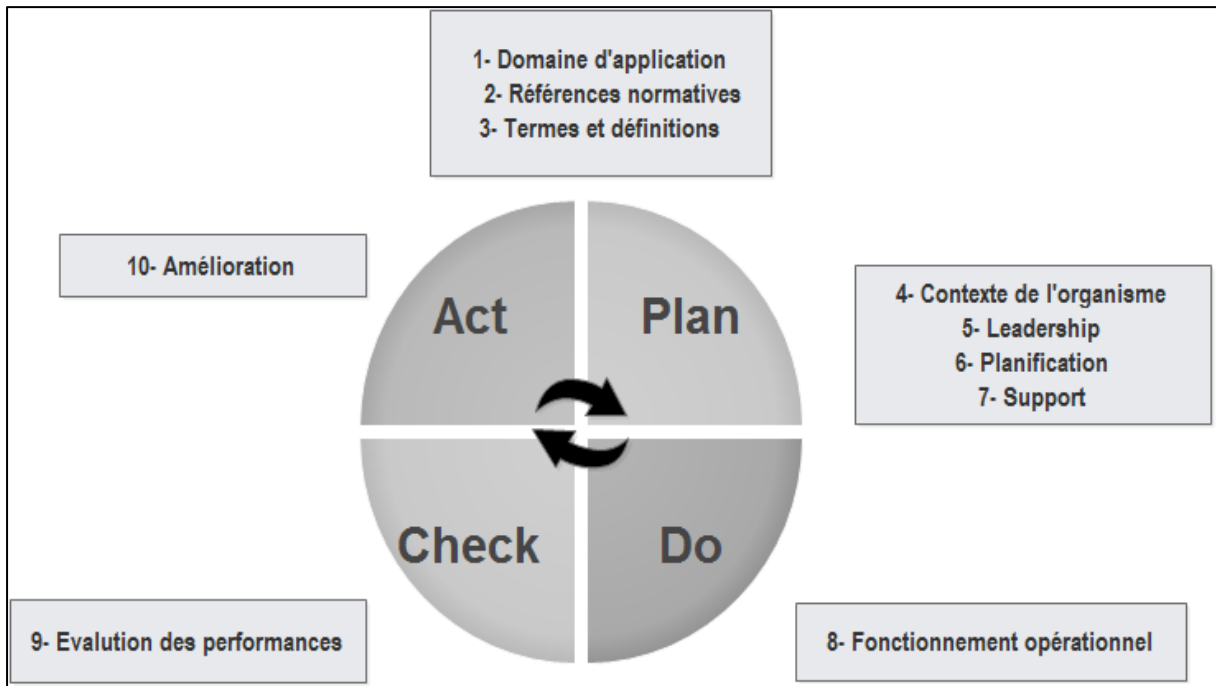 1- Domaine d'application
2- Références normatives
3- Termes et définitions
10- Amélioration
Act
Plan
4- Contexte de l'organisme
5- Leadership
6- Planification
7- Support
Check
Do
9- Evalution des performances
8- Fonctionnement opérationnel